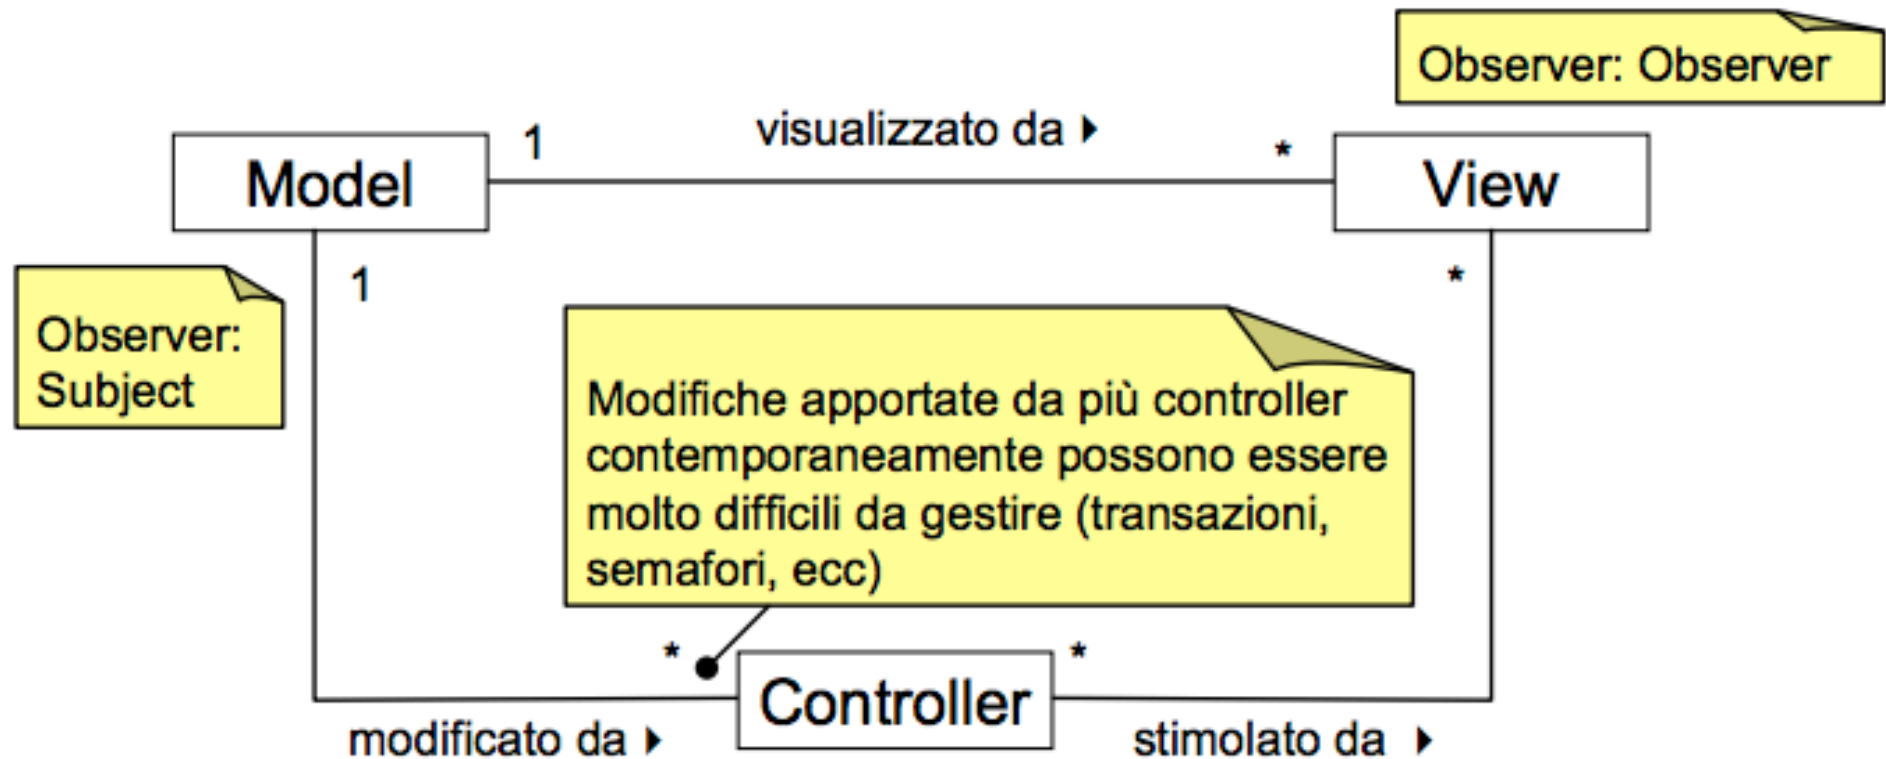 Observer: Observer
1
visualizzato da
*
Model
View
1
*
Observer:
Subject
Modifiche apportate da più controller
contemporaneamente possono essere
molto difficili da gestire (transazioni,
semafori, ecc)
*
*
Controller
modificato da
stimolato da